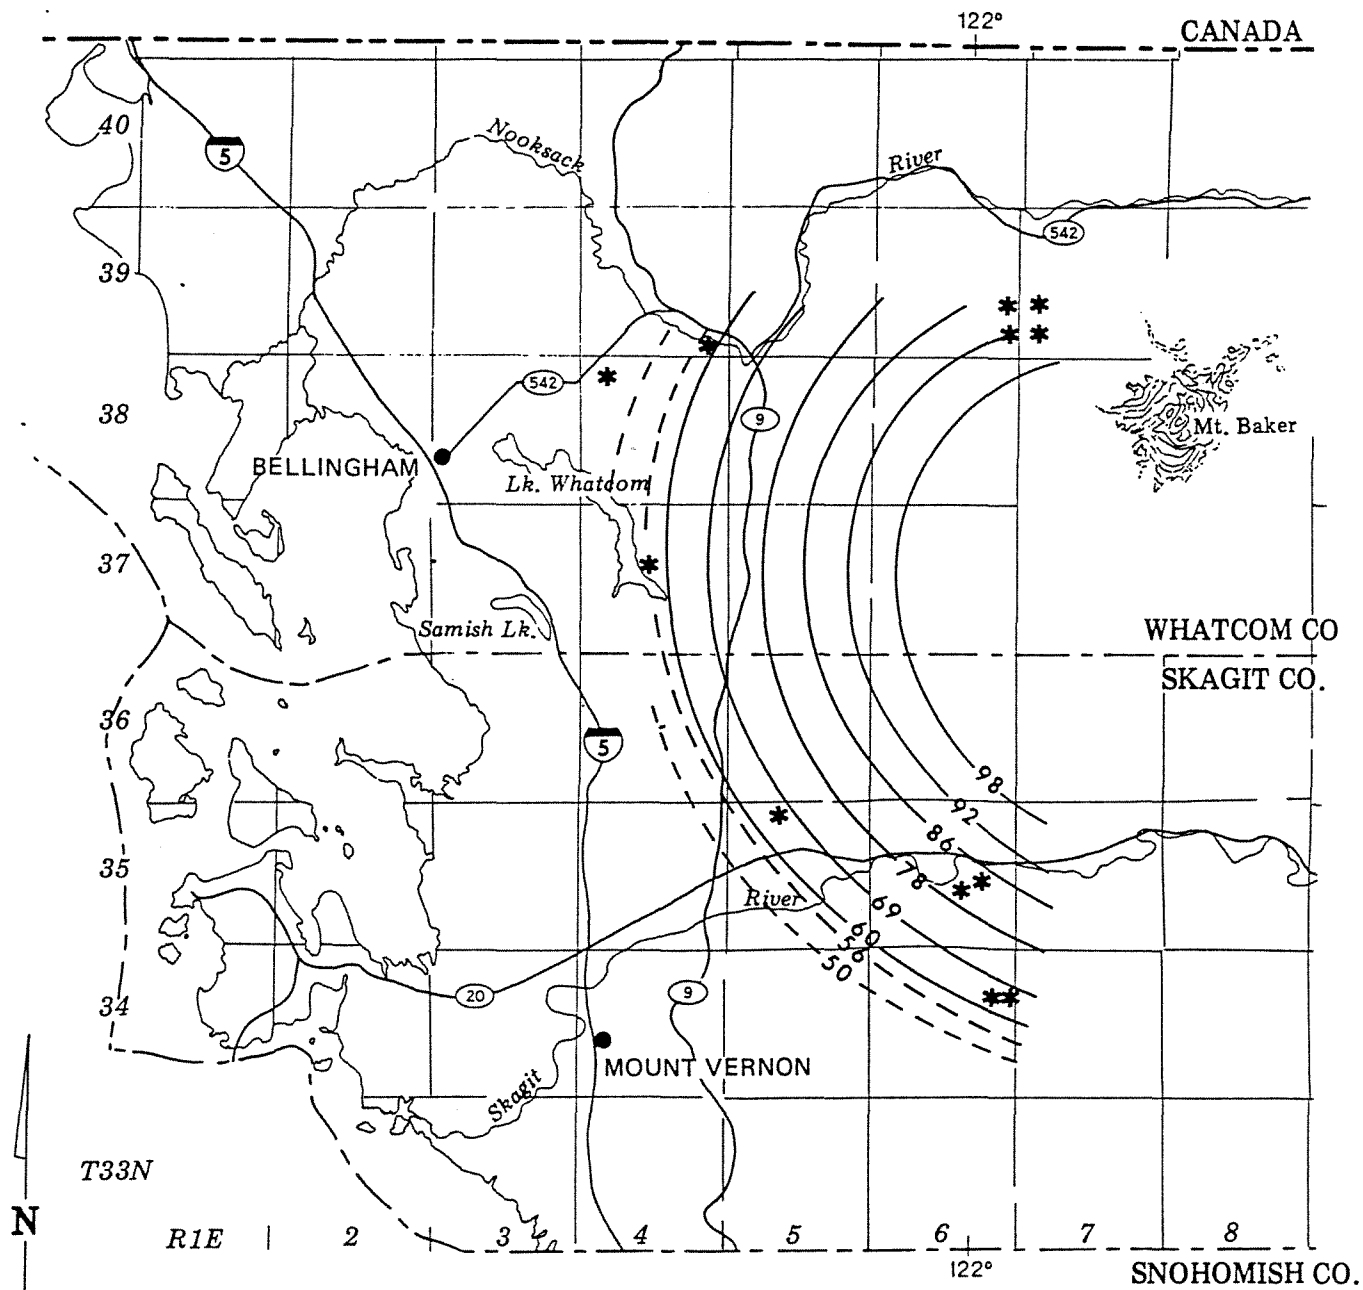 122°
CANADA
40
5
Nooksack
River
542
39
542
38
9
Mt. Baker
BELLINGHAM
Lk. Whatcom
37
Samish Lk.
WHATCOM CO
SKAGIT CO.
36
5
98
92
86
35
78
River
69
60
56
50
34
20
9
MOUNT VERNON
Skagit
T33N
N
R1E
2
3
4
5
6
7
8
122°
SNOHOMISH CO.